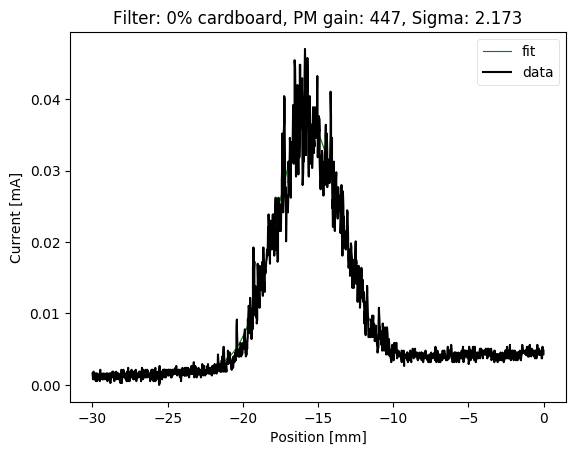 Filter: 0% cardboard, PM gain: 447, Sigma: 2.173
fit
data
0.04
0.03
0.02
0.01
0.00
Current [mA]
−30
−25
−20
−15
−10
−5
0
Position [mm]